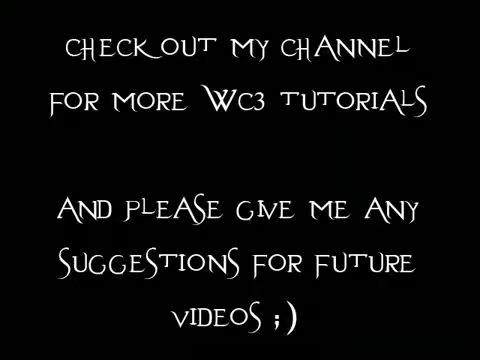 CHECK OUT MY CHANNEL
FOR MORE WC3 TUTORIALS
AND PLEASE GIVE ME ANY
SUGGESTIONS FOR FUTURE
VIDEOS ;)